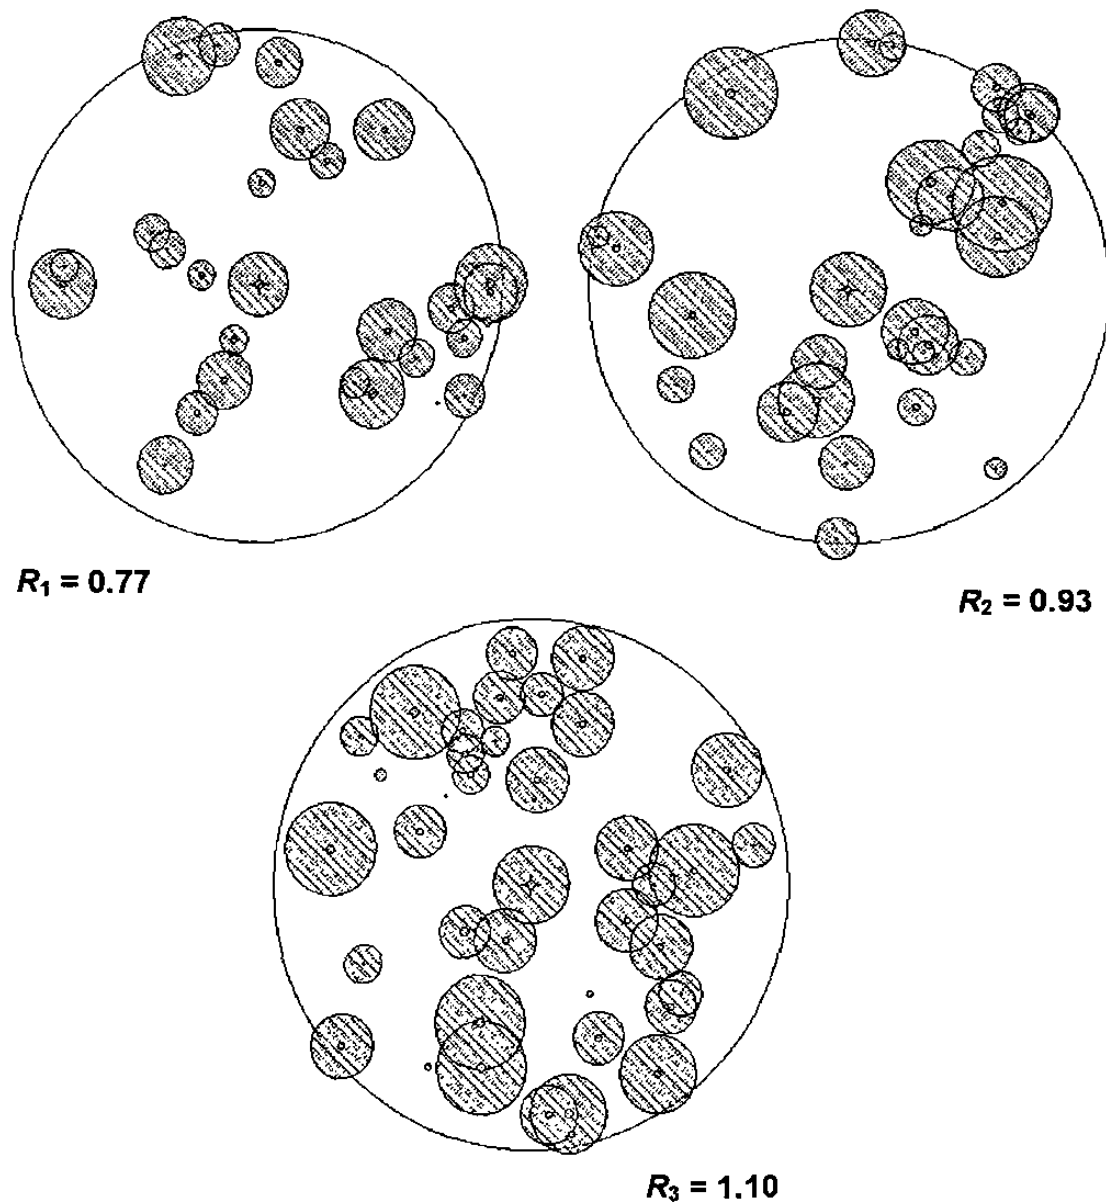 R₁ = 0.77
R₂ = 0.93
R₃ = 1.10